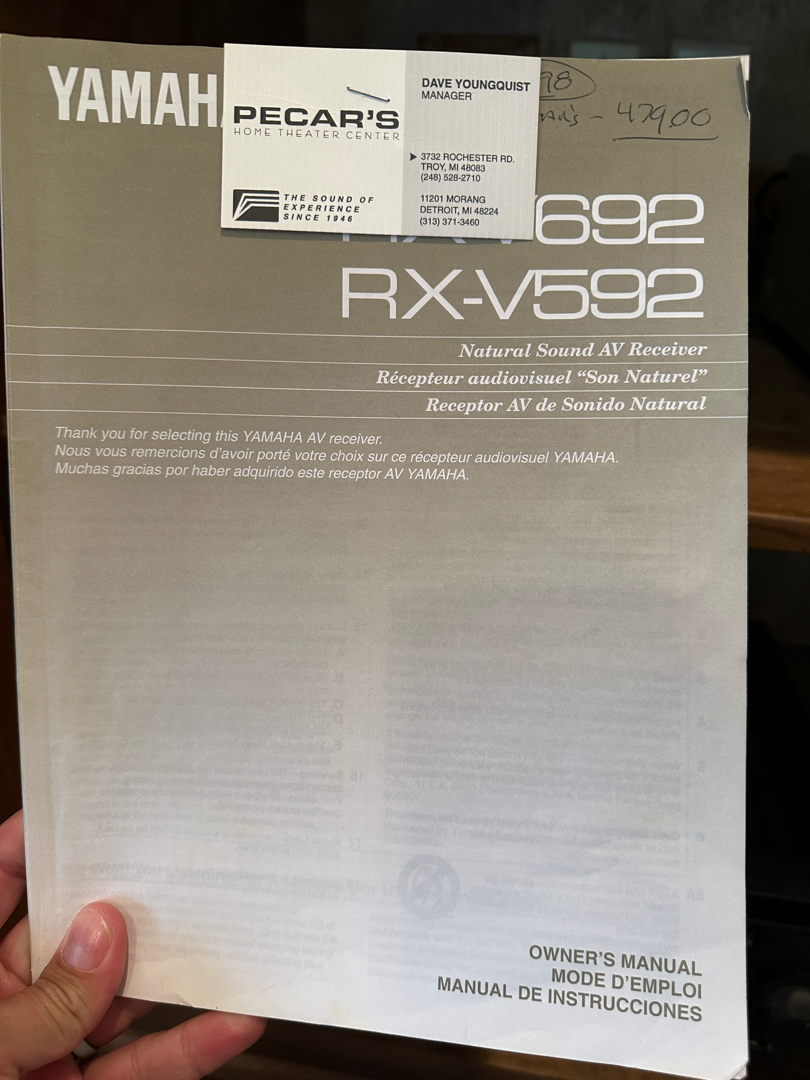 YAMAH
98
479.00
PECAR'S
HOME THEATER CENTER
THE SOUND OF
EXPERIENCE
SINCE 1946
DAVE YOUNGQUIST
MANAGER
3732 ROCHESTER RD.
TROY, MI 48083
(248) 528-2710
11201 MORANG
DETROIT, MI 48224
(313) 371-3460
RX-V692
RX-V592
Natural Sound AV Receiver
Récepteur audiovisuel “Son Naturel”
Receptor AV de Sonido Natural
Thank you for selecting this YAMAHA AV receiver.
Nous vous remercions d'avoir porté votre choix sur ce récepteur audiovisuel YAMAHA.
Muchas gracias por haber adquirido este receptor AV YAMAHA.
OWNER'S MANUAL
MODE D'EMPLOI
MANUAL DE INSTRUCCIONES